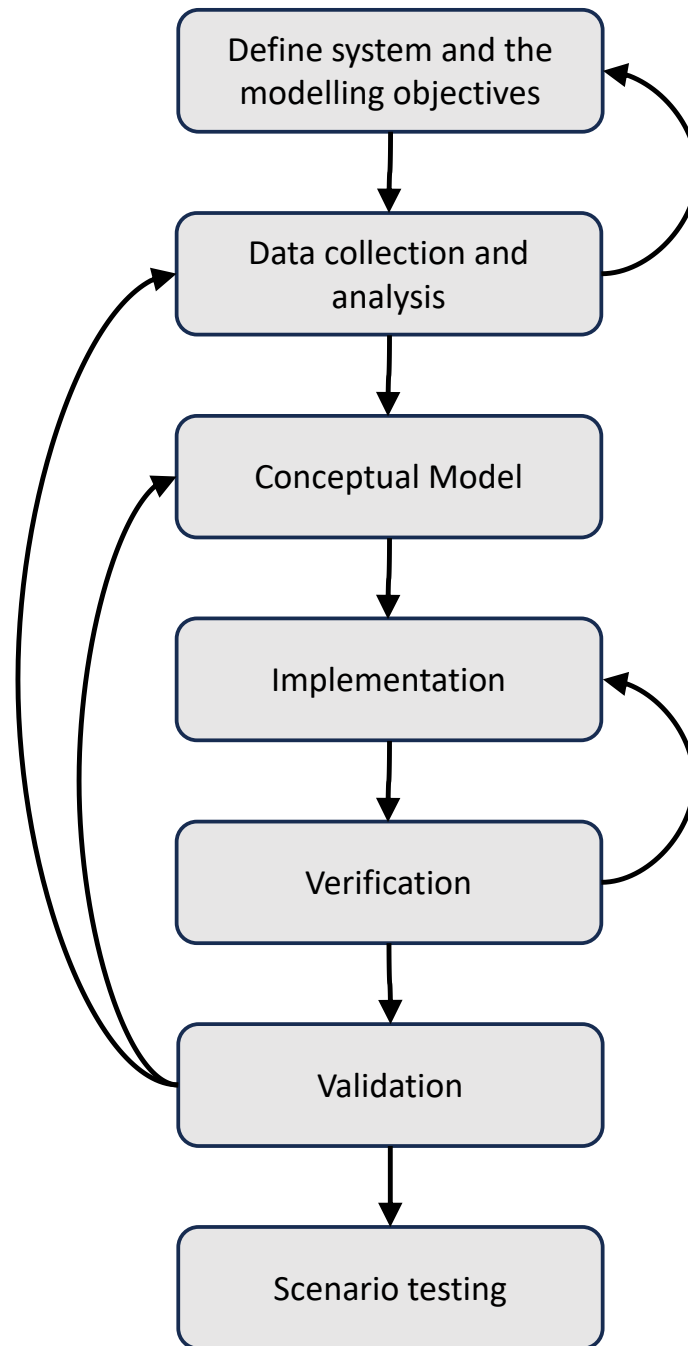 Define system and the
modelling objectives
Data collection and
analysis
Conceptual Model
Implementation
Verification
Validation
Scenario testing